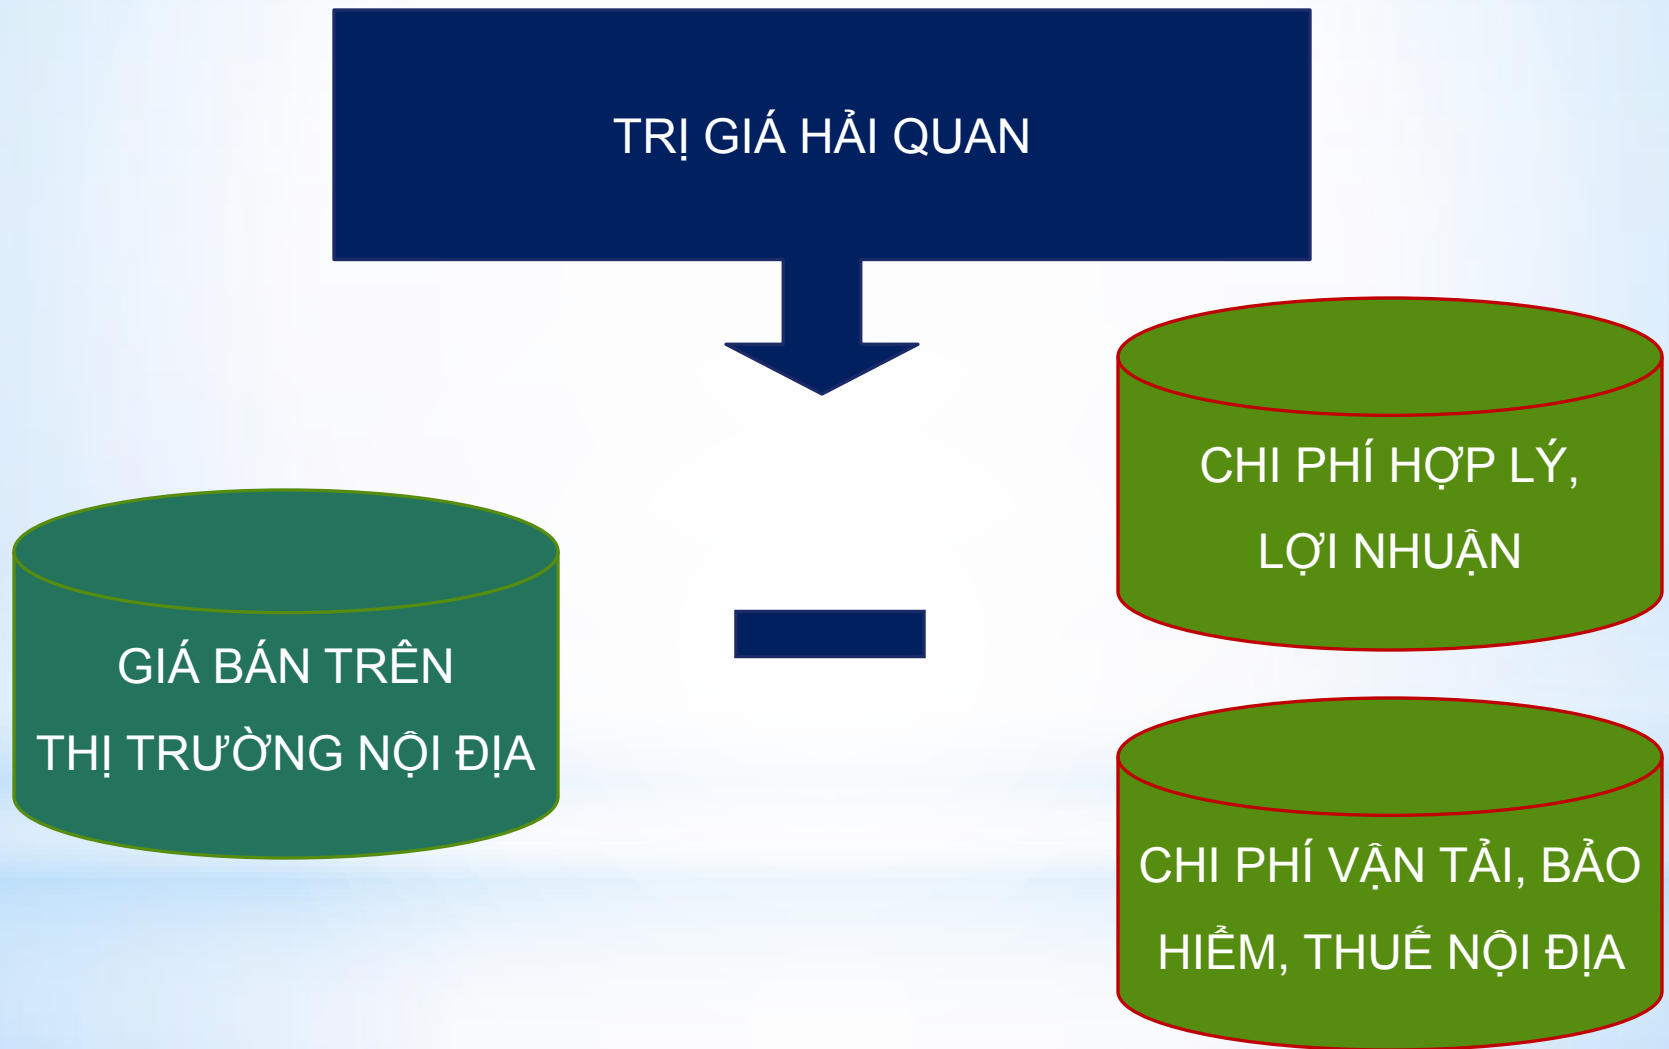 TRỊ GIÁ HẢI QUAN
GIÁ BÁN TRÊN
THỊ TRƯỜNG NỘI ĐỊA
CHI PHÍ HỢP LÝ,
LỢI NHUẬN
CHI PHÍ VẬN TẢI, BẢO
HIỂM, THUẾ NỘI ĐỊA